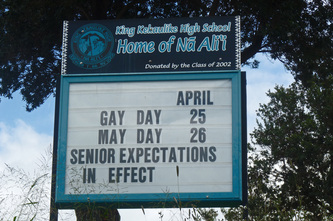 King Kekaulike High School
Home of Nā Ali'i
Donated by the Class of 2002
APRIL
GAY DAY 25
MAY DAY 26
SENIOR EXPECTATIONS
IN EFFECT